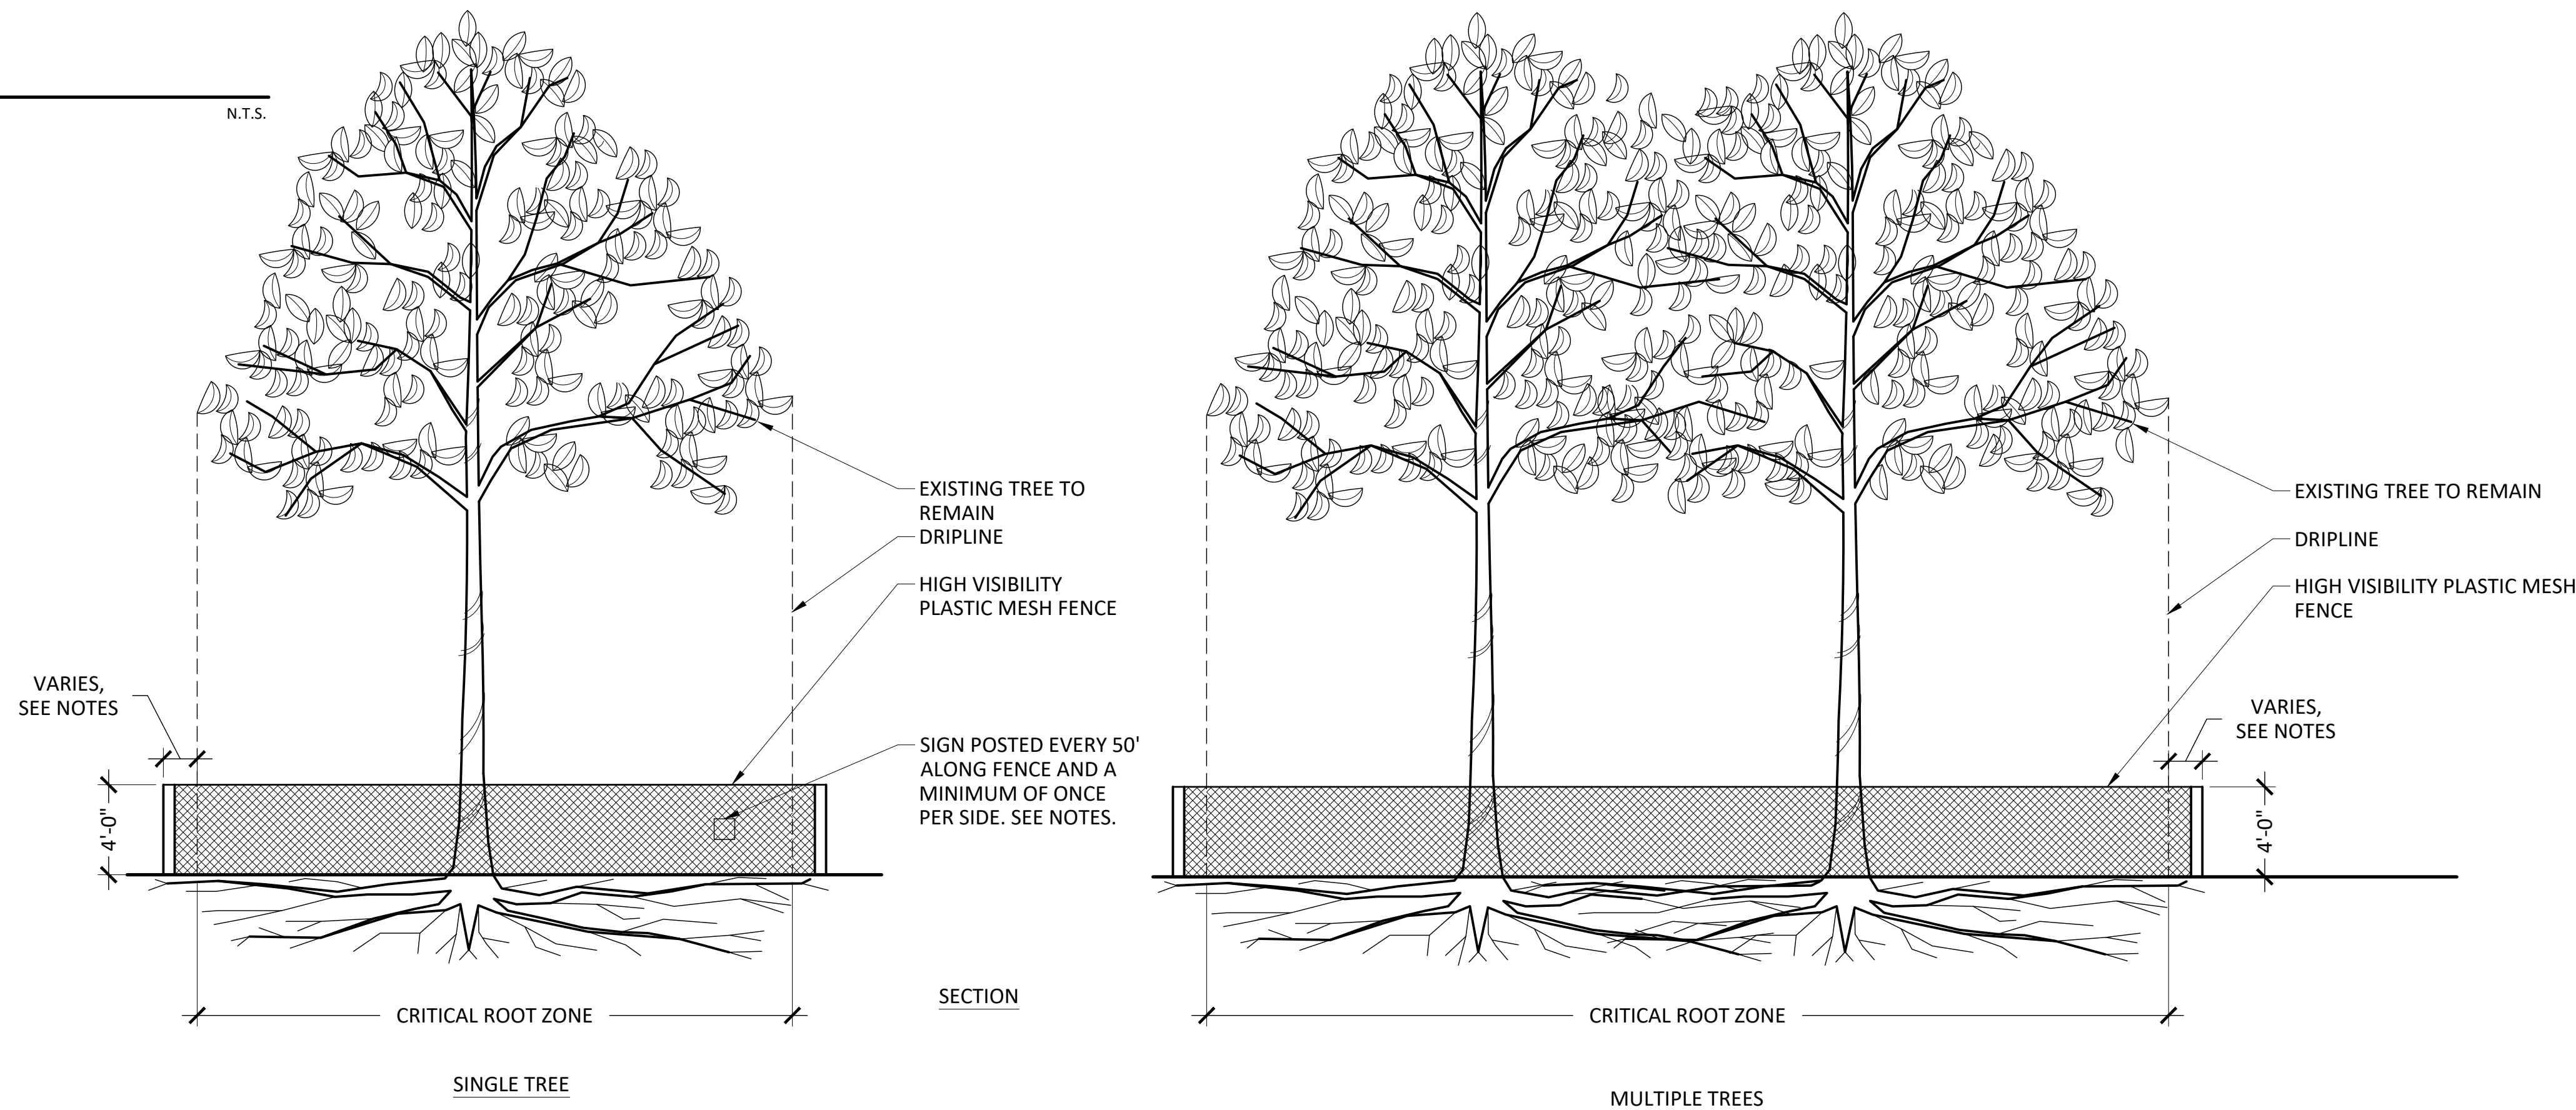 N.T.S.
EXISTING TREE TO
REMAIN
DRIPLINE
HIGH VISIBILITY
PLASTIC MESH FENCE
VARIES,
SEE NOTES
SIGN POSTED EVERY 50'
ALONG FENCE AND A
MINIMUM OF ONCE
PER SIDE. SEE NOTES.
4'-0"
CRITICAL ROOT ZONE
SINGLE TREE
SECTION
EXISTING TREE TO REMAIN
DRIPLINE
HIGH VISIBILITY PLASTIC MESH
FENCE
VARIES,
SEE NOTES
4'-0"
CRITICAL ROOT ZONE
MULTIPLE TREES